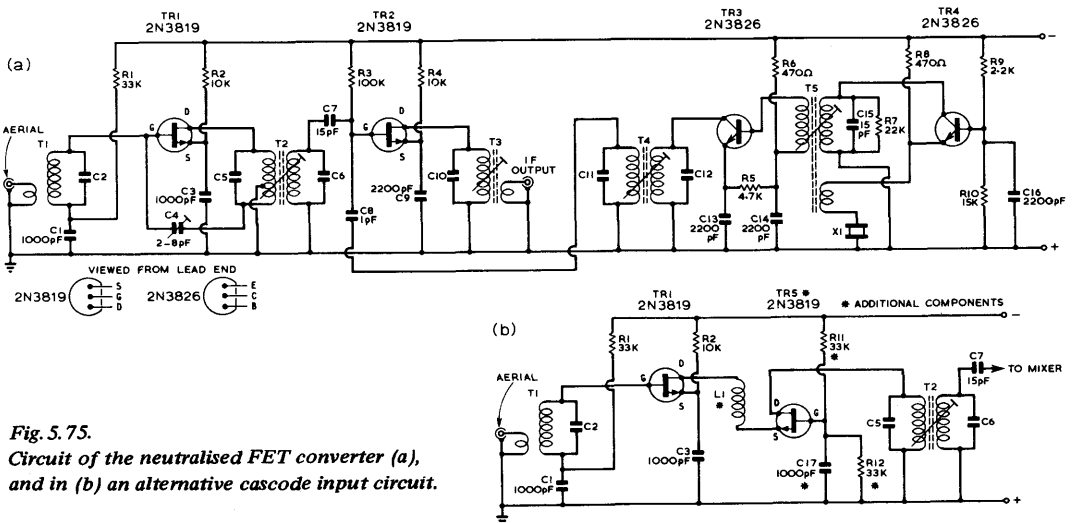 (a)
TR1
2N3819
TR2
2N3819
TR3
2N3826
TR4
2N3826
−
R1
33K
R2
10K
R3
100K
R4
10K
R6
470Ω
R8
470Ω
R9
2·2K
AERIAL
T1
C2
G
D
S
C3
1000pF
C1
1000pF
C4
2–8pF
C5
T2
C6
C7
15pF
G
D
S
2200pF
C9
C8
1pF
C10
T3
IF
OUTPUT
C11
T4
C12
R5
4.7K
C13
2200
pF
C14
2200
pF
T5
C15
15
pF
R7
22K
X1
R10
15K
C16
2200pF
+
VIEWED FROM LEAD END
2N3819
S
G
D
2N3826
E
C
B
(b)
TR1
2N3819
TR5 *
2N3819
* ADDITIONAL COMPONENTS
−
R1
33K
R2
10K
R11
33K
*
AERIAL
T1
C2
G
D
S
L1
*
D
S
G
C5
T2
C6
C7
15pF
TO MIXER
C1
1000pF
C3
1000pF
C17
1000pF
*
R12
33K
*
+
Fig. 5.75.
Circuit of the neutralised FET converter (a),
and in (b) an alternative cascode input circuit.